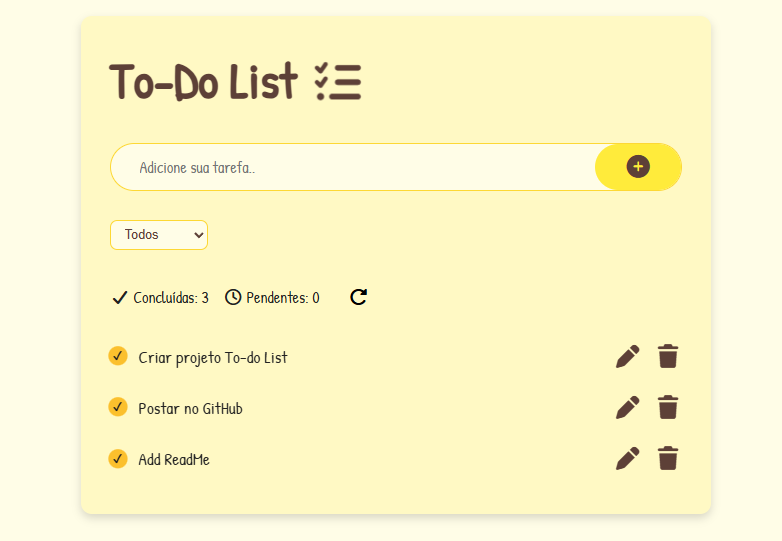 To-Do List
Adicione sua tarefa..
Todos
Concluídas: 3 Pendentes: 0
Criar projeto To-do List
Postar no GitHub
Add ReadMe